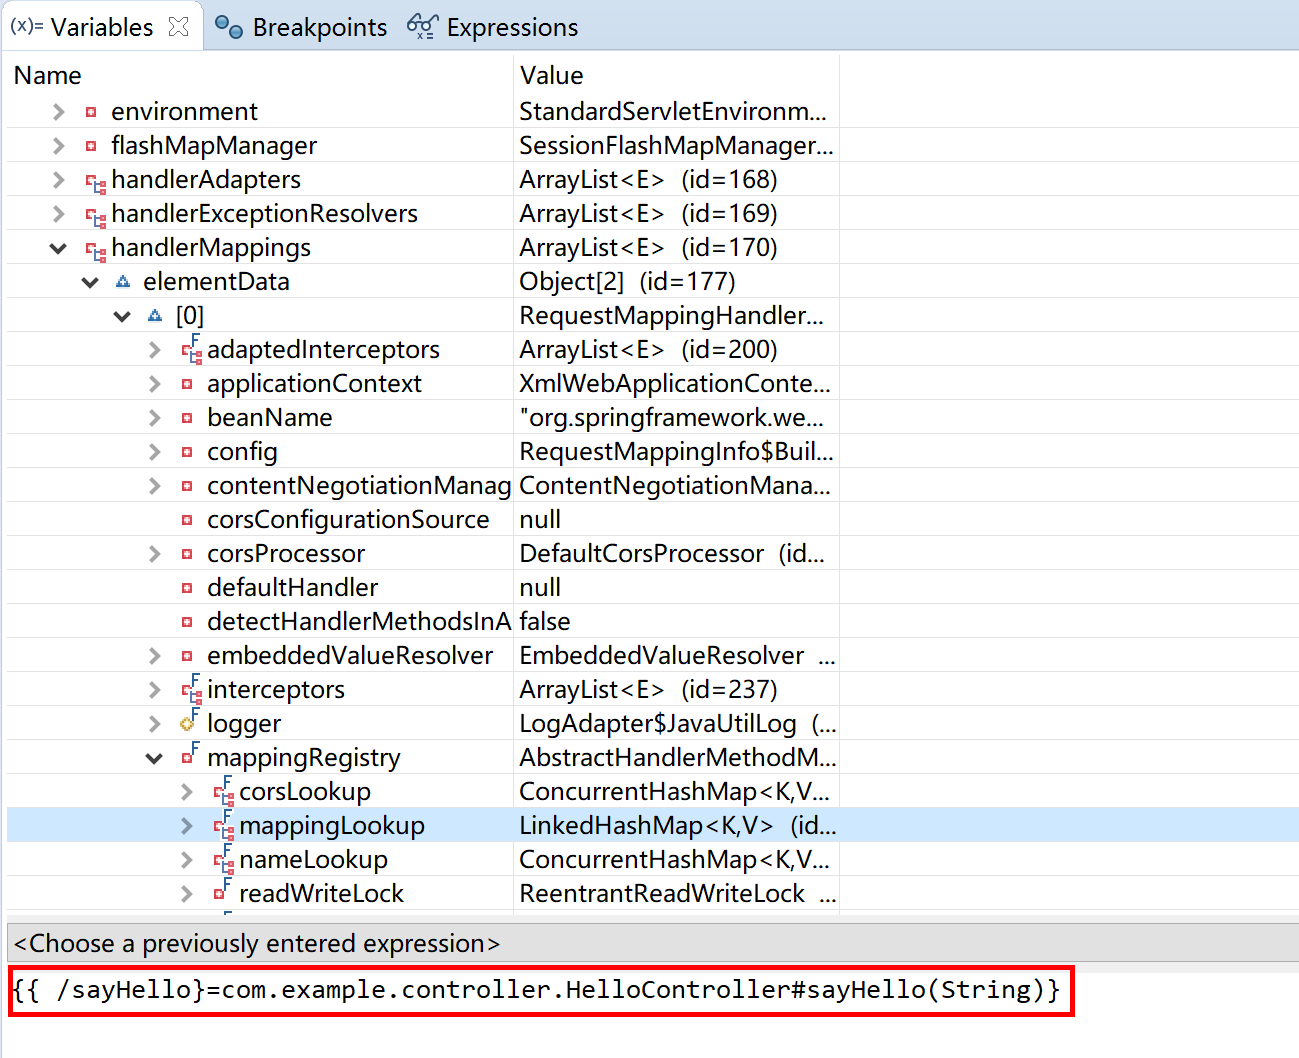 (x)= Variables Breakpoints Expressions
Name Value
environment StandardServletEnvironm...
flashMapManager SessionFlashMapManager...
handlerAdapters ArrayList<E> (id=168)
handlerExceptionResolvers ArrayList<E> (id=169)
handlerMappings ArrayList<E> (id=170)
elementData Object[2] (id=177)
[0] RequestMappingHandler...
adaptedInterceptors ArrayList<E> (id=200)
applicationContext XmlWebApplicationConte...
beanName "org.springframework.we...
config RequestMappingInfo$Buil...
contentNegotiationManag ContentNegotiationMana...
corsConfigurationSource null
corsProcessor DefaultCorsProcessor (id...
defaultHandler null
detectHandlerMethodsInA false
embeddedValueResolver EmbeddedValueResolver ...
interceptors ArrayList<E> (id=237)
logger LogAdapter$JavaUtilLog (...
mappingRegistry AbstractHandlerMethodM...
corsLookup ConcurrentHashMap<K,V...
mappingLookup LinkedHashMap<K,V> (id...
nameLookup ConcurrentHashMap<K,V...
readWriteLock ReentrantReadWriteLock ...
<Choose a previously entered expression>
{{ /sayHello}=com.example.controller.HelloController#sayHello(String)}